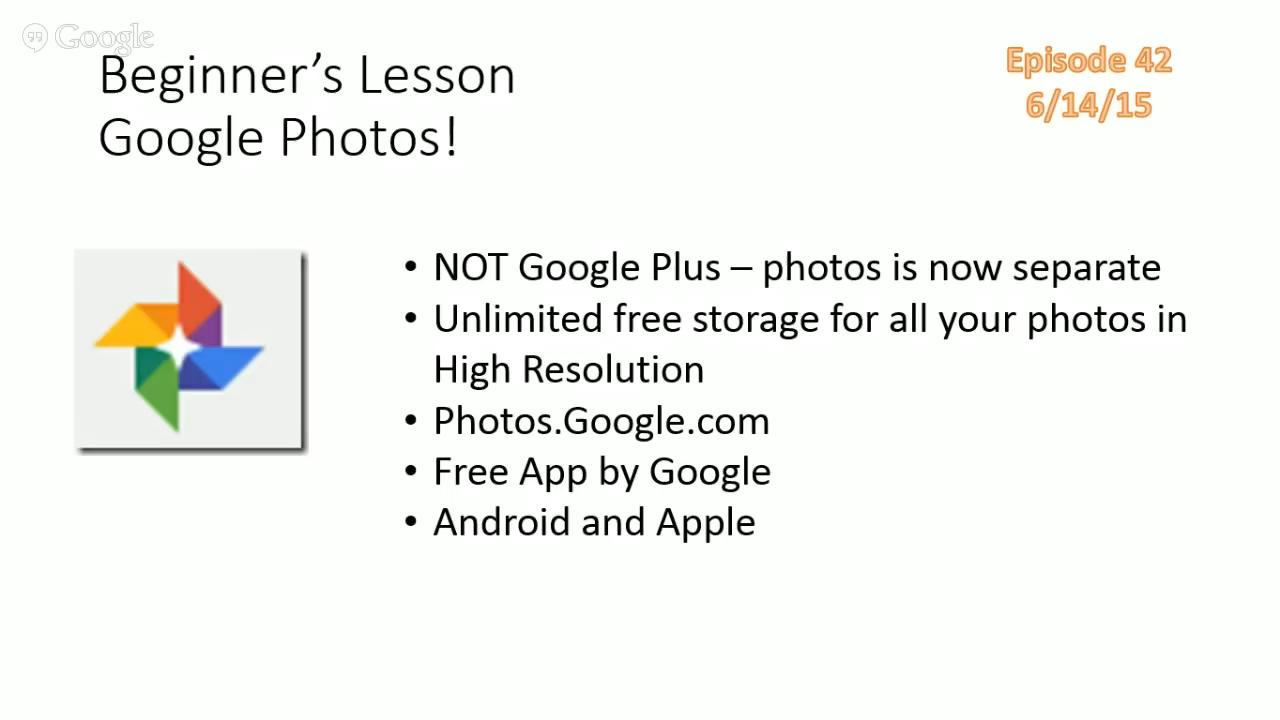 Google
Beginner’s Lesson
Google Photos!
Episode 42
6/14/15
• NOT Google Plus – photos is now separate
• Unlimited free storage for all your photos in
High Resolution
• Photos.Google.com
• Free App by Google
• Android and Apple